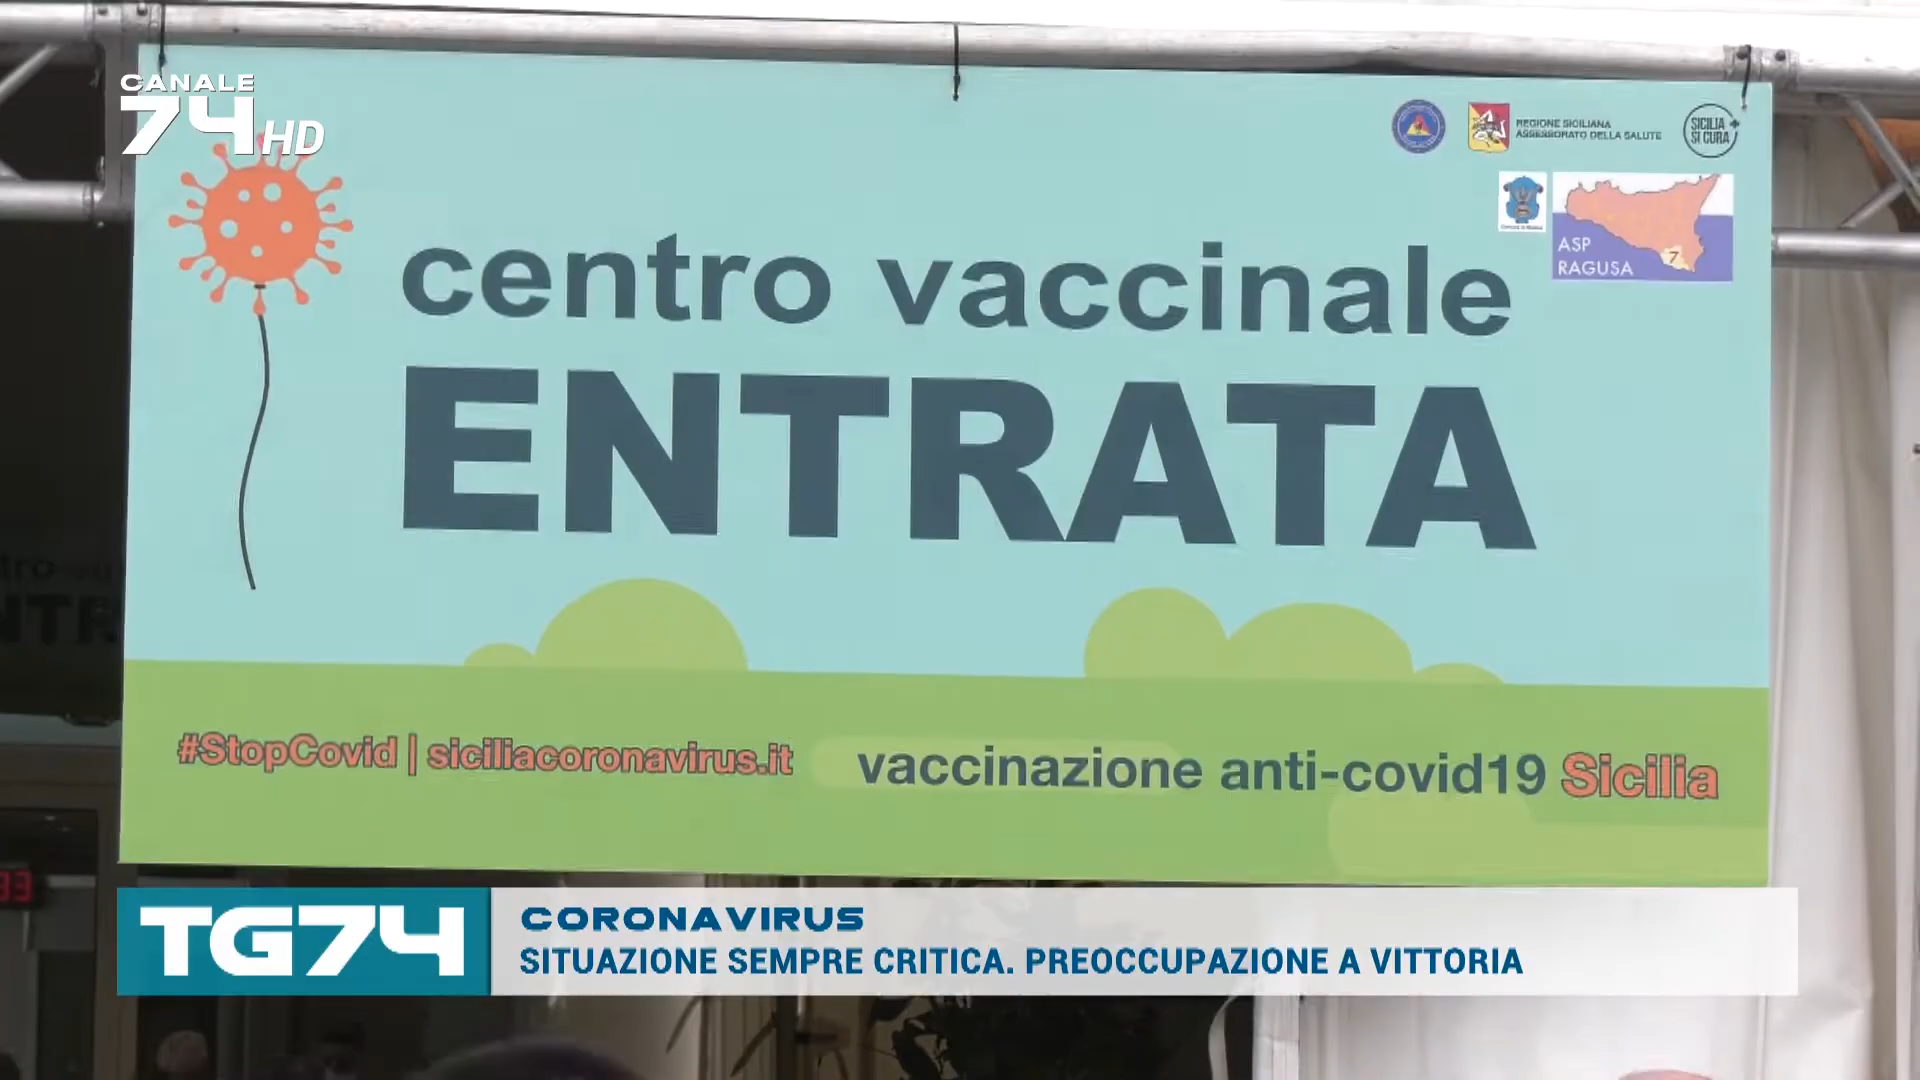 CANALE
74 HD
REGIONE SICILIANA
ASSESSORATO DELLA SALUTE
SICILIA
SI CURA
ASP
RAGUSA
7
centro vaccinale
ENTRATA
#StopCovid | siciliacoronavirus.it
vaccinazione anti-covid19 Sicilia
33
TG74
CORONAVIRUS
SITUAZIONE SEMPRE CRITICA. PREOCCUPAZIONE A VITTORIA